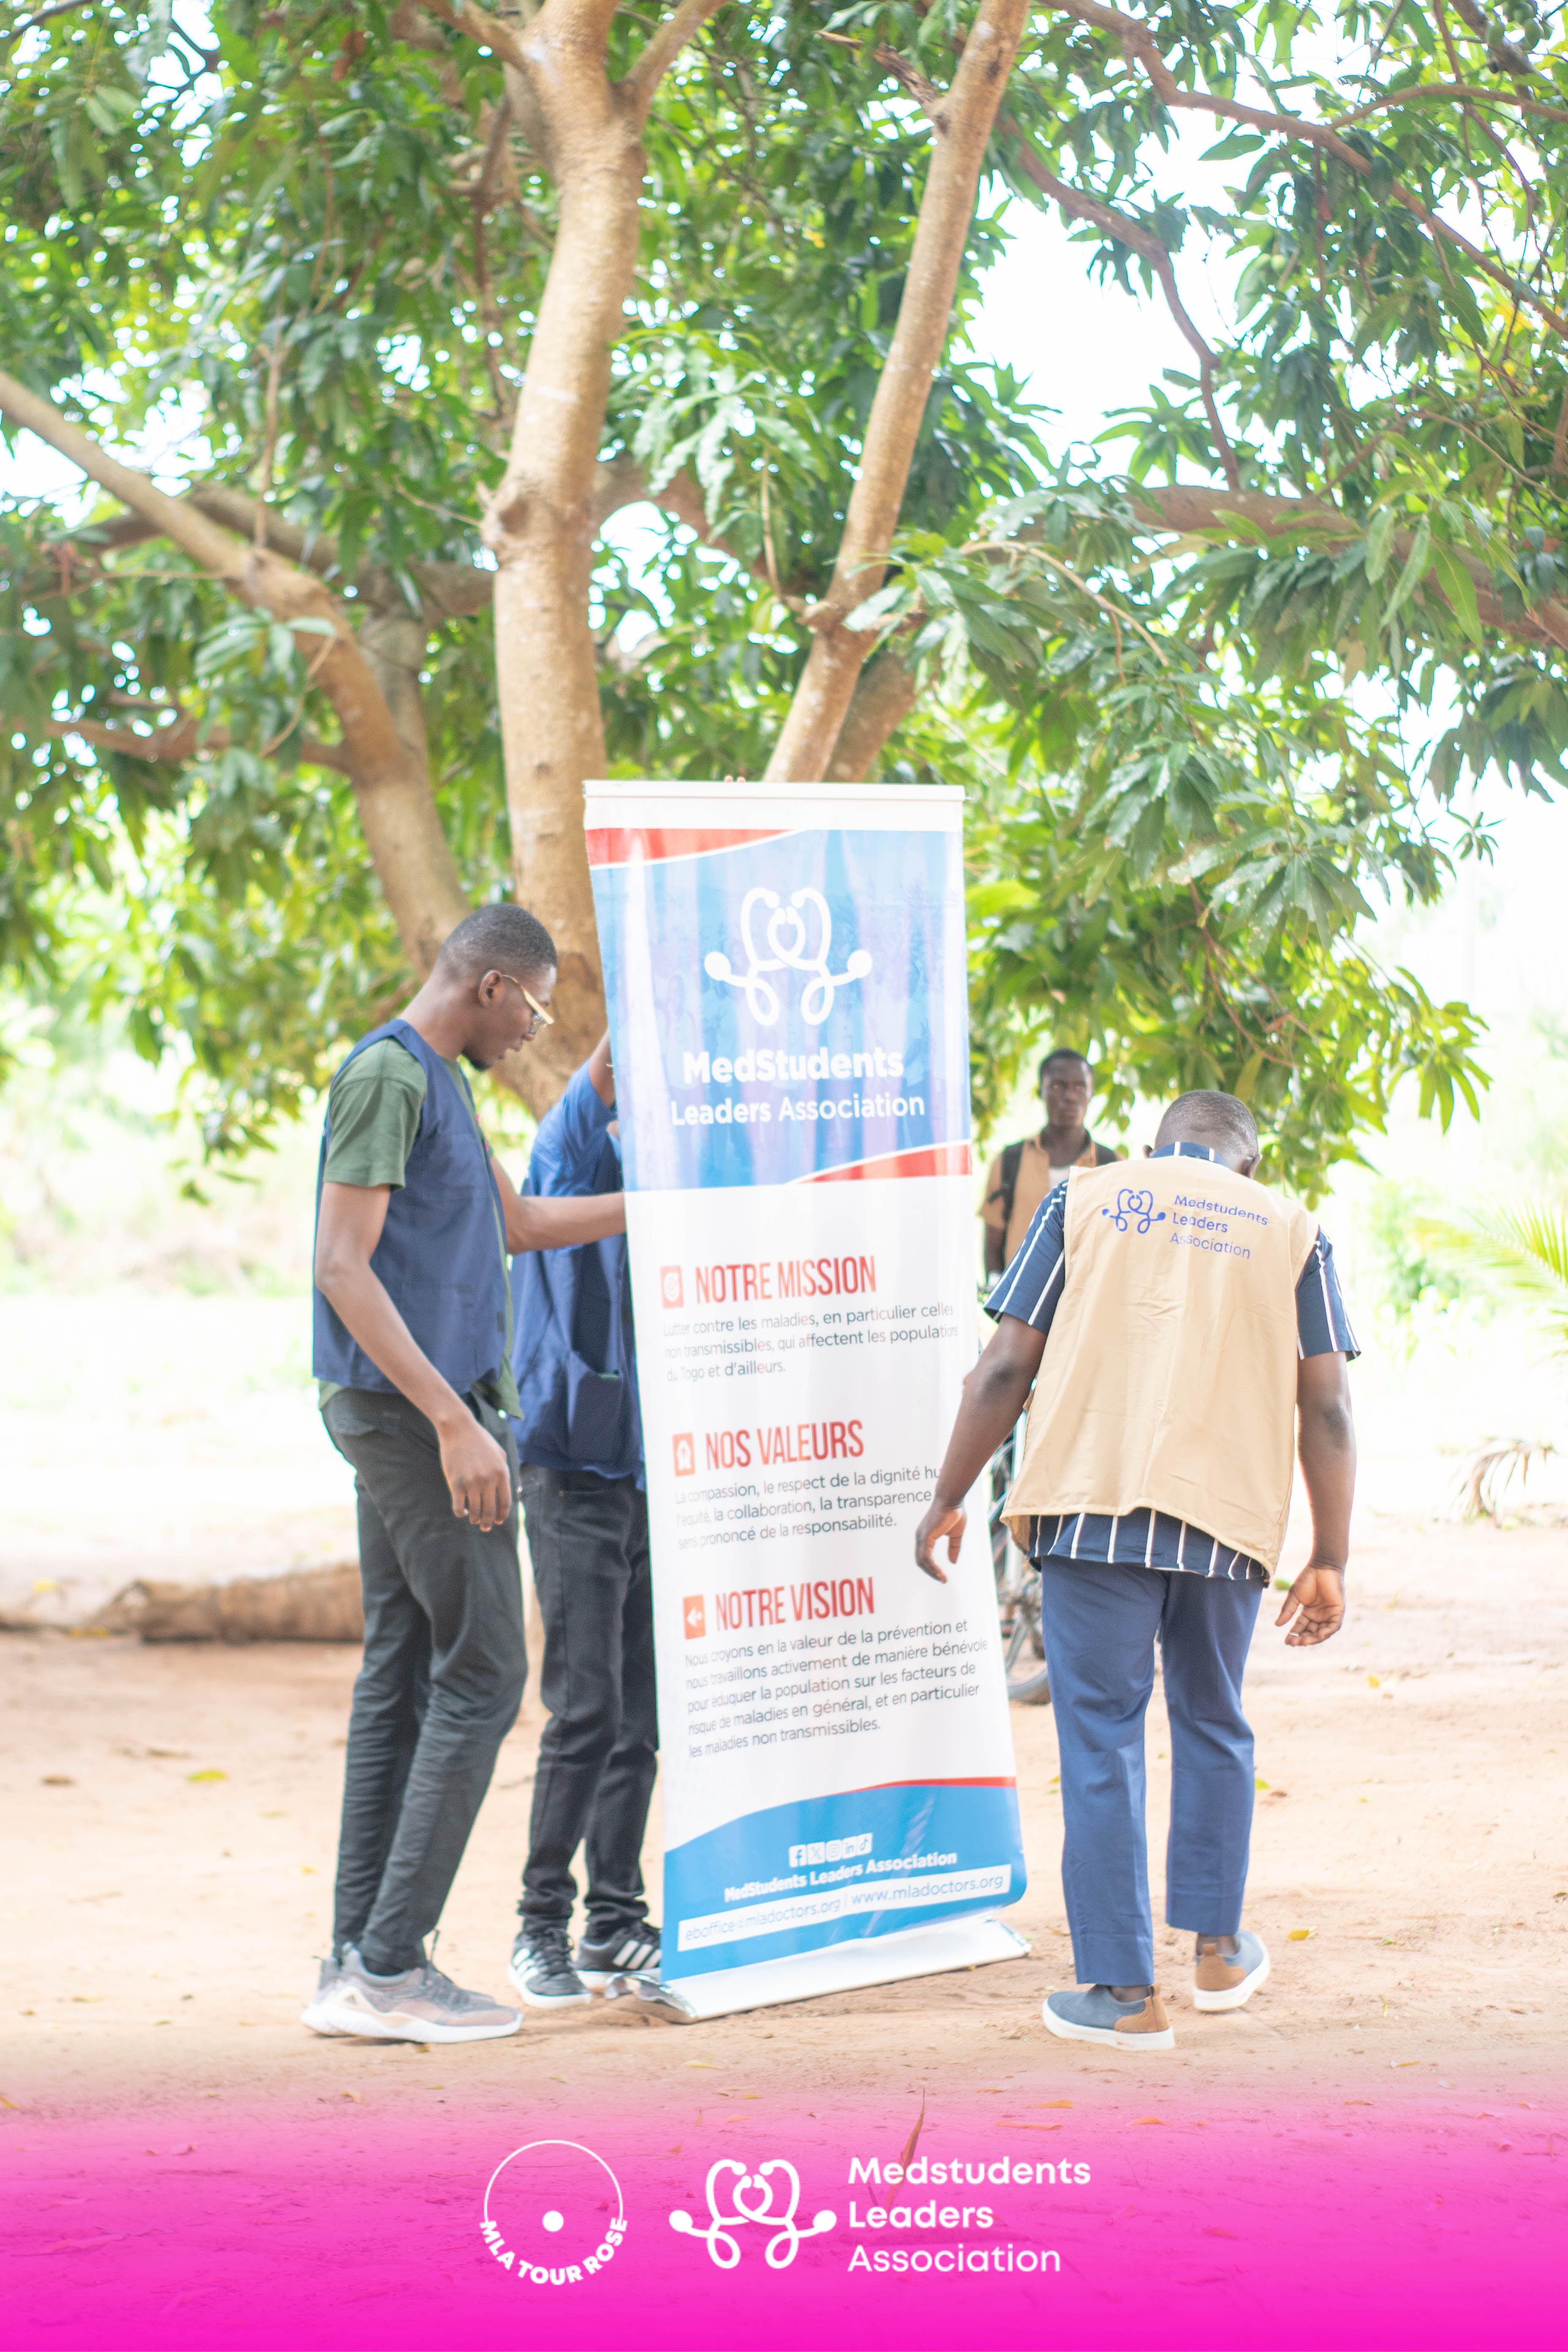 MedStudents
Leaders Association
NOTRE MISSION
Lutter contre les maladies, en particulier celles
non transmissibles, qui affectent les populations
du Togo et d'ailleurs.
NOS VALEURS
La compassion, le respect de la dignité hu
l'équité, la collaboration, la transparence
sens prononcé de la responsabilité.
NOTRE VISION
Nous croyons en la valeur de la prévention et
nous travaillons activement de manière bénévole
pour éduquer la population sur les facteurs de
risque de maladies en général, et en particulier
les maladies non transmissibles.
MedStudents Leaders Association
eboffice@mladoctors.org | www.mladoctors.org
Medstudents
Leaders
Association
MLA TOUR ROSE
Medstudents
Leaders
Association